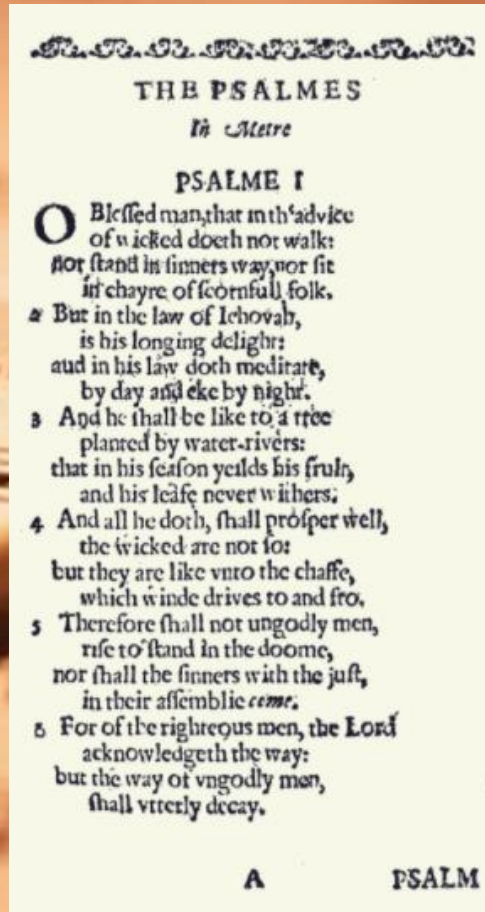 THE PSALMES
In Metre
PSALME I
O Bleſſed man, that in th'advice
of wicked doeth not walk:
nor ſtand in ſinners way, nor ſit
in chayre of ſcornfull folk.
2 But in the law of Iehovah,
is his longing delight:
aud in his law doth meditate,
by day and eke by night.
3 And he ſhall be like to a tree
planted by water-rivers:
that in his ſeaſon yeilds his fruit,
and his leafe never withers.
4 And all he doth, ſhall proſper well,
the wicked are not ſo:
but they are like vnto the chaffe,
which winde drives to and fro.
5 Therefore ſhall not ungodly men,
riſe to ſtand in the doome,
nor ſhall the ſinners with the juſt,
in their aſſemblie come.
6 For of the righteous men, the Lord
acknowledgeth the way:
but the way of vngodly men,
ſhall vtterly decay.
A PSALM